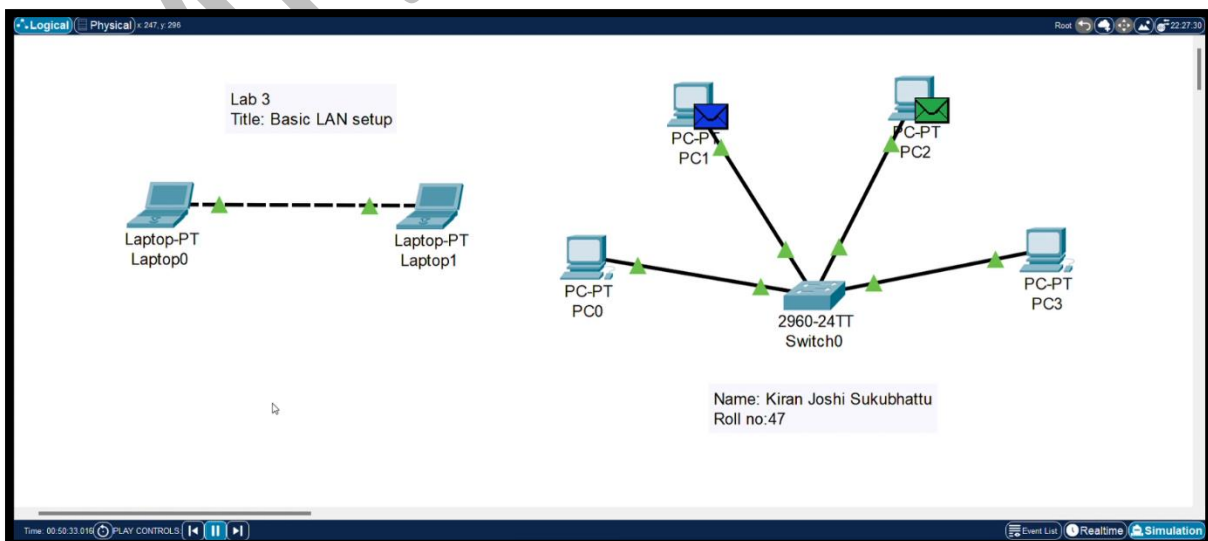 Logical
Physical
x: 247, y: 296
Root
22:27:30
Lab 3
Title: Basic LAN setup
PC-PT
PC1
PC-PT
PC2
Laptop-PT
Laptop0
Laptop-PT
Laptop1
PC-PT
PC0
PC-PT
PC3
2960-24TT
Switch0
Name: Kiran Joshi Sukubhattu
Roll no:47
Time: 00:50:33.016
PLAY CONTROLS:
Event List
Realtime
Simulation